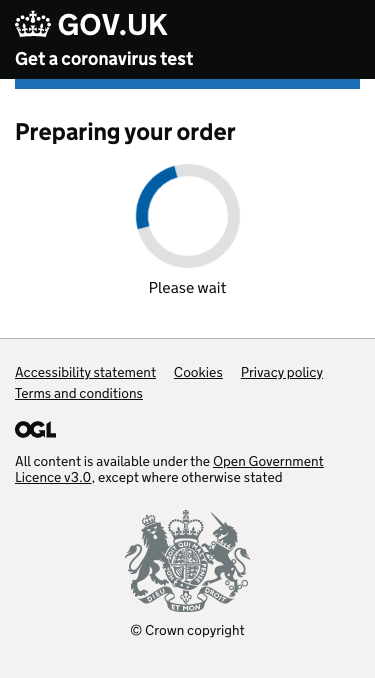 GOV.UK
Get a coronavirus test
Preparing your order
Please wait
Accessibility statement Cookies Privacy policy
Terms and conditions
OGL
All content is available under the Open Government
Licence v3.0, except where otherwise stated
DIEU ET MON DROIT
© Crown copyright